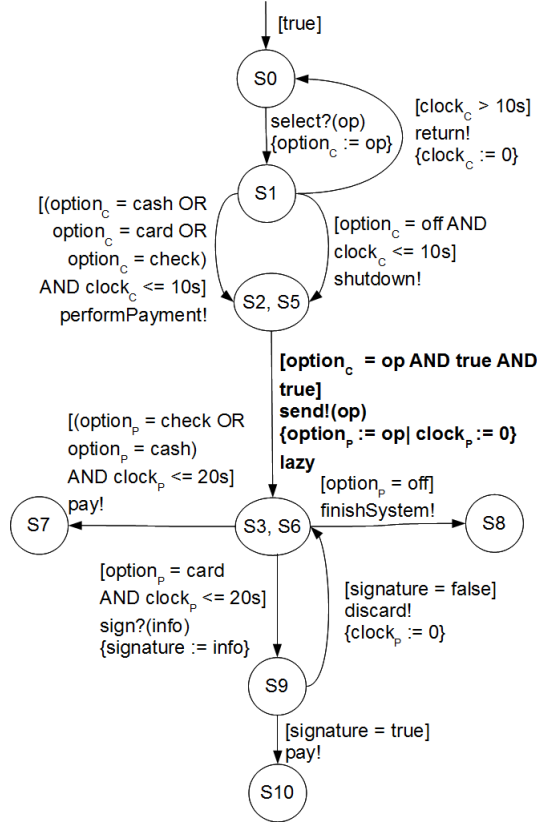 [true]
S0
select?(op)
{option_C := op}
[clock_C > 10s]
return!
{clock_C := 0}
S1
[(option_C = cash OR
option_C = card OR
option_C = check)
AND clock_C <= 10s]
performPayment!
[option_C = off AND
clock_C <= 10s]
shutdown!
S2, S5
[option_C = op AND true AND
true]
send!(op)
{option_P := op| clock_P := 0}
lazy
[(option_P = check OR
option_P = cash)
AND clock_P <= 20s]
pay!
[option_P = off]
finishSystem!
S7
S3, S6
S8
[option_P = card
AND clock_P <= 20s]
sign?(info)
{signature := info}
[signature = false]
discard!
{clock_P := 0}
S9
[signature = true]
pay!
S10